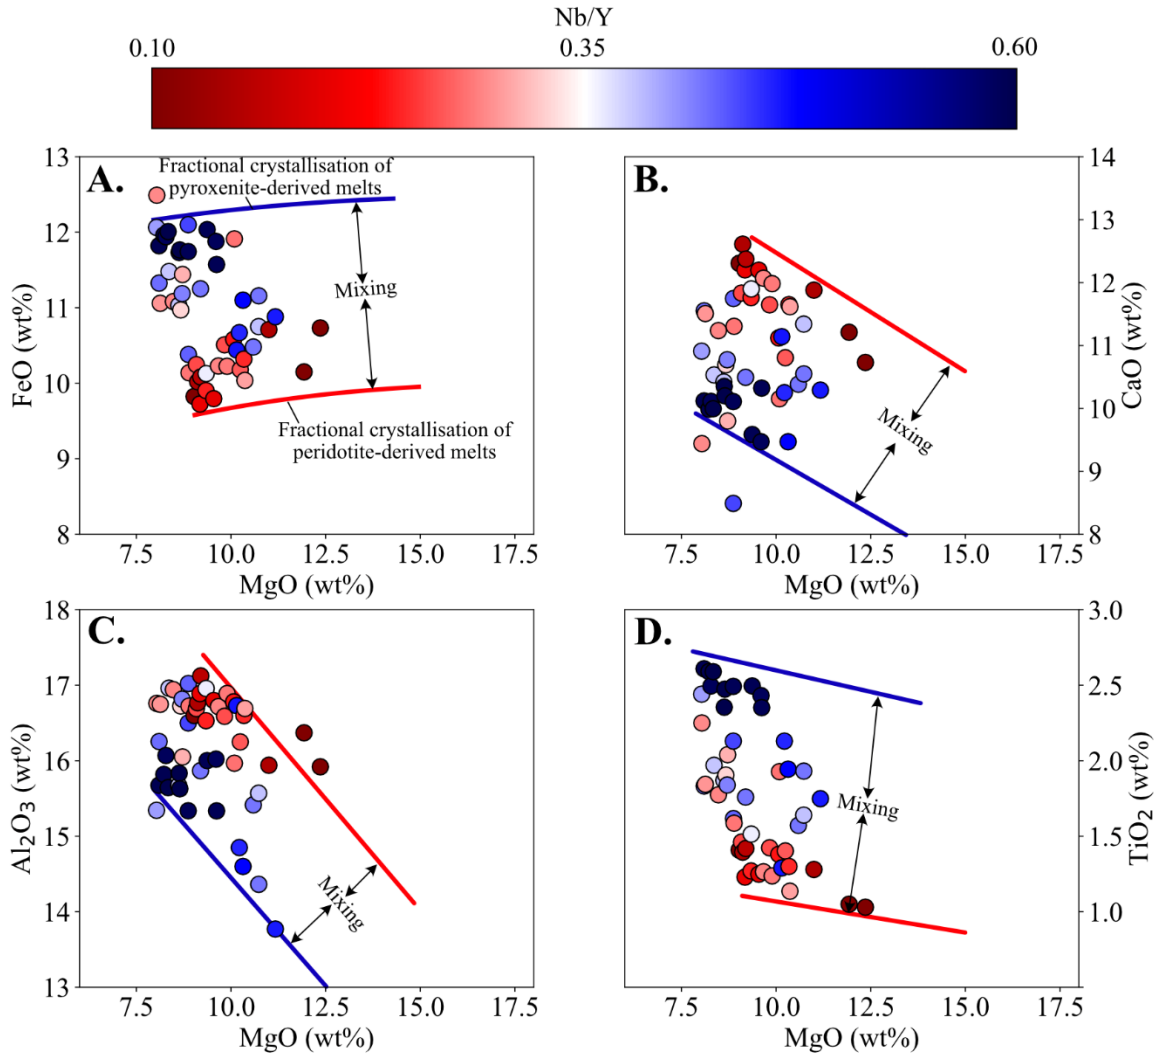 Nb/Y
0.10 0.35 0.60
A.
Fractional crystallisation of
pyroxenite-derived melts
Mixing
Fractional crystallisation of
peridotite-derived melts
13
12
11
10
9
8
FeO (wt%)
7.5 10.0 12.5 15.0 17.5
MgO (wt%)
B.
Mixing
14
13
12
11
10
9
8
CaO (wt%)
7.5 10.0 12.5 15.0 17.5
MgO (wt%)
C.
Mixing
18
17
16
15
14
13
Al₂O₃ (wt%)
7.5 10.0 12.5 15.0 17.5
MgO (wt%)
D.
Mixing
3.0
2.5
2.0
1.5
1.0
TiO₂ (wt%)
7.5 10.0 12.5 15.0 17.5
MgO (wt%)